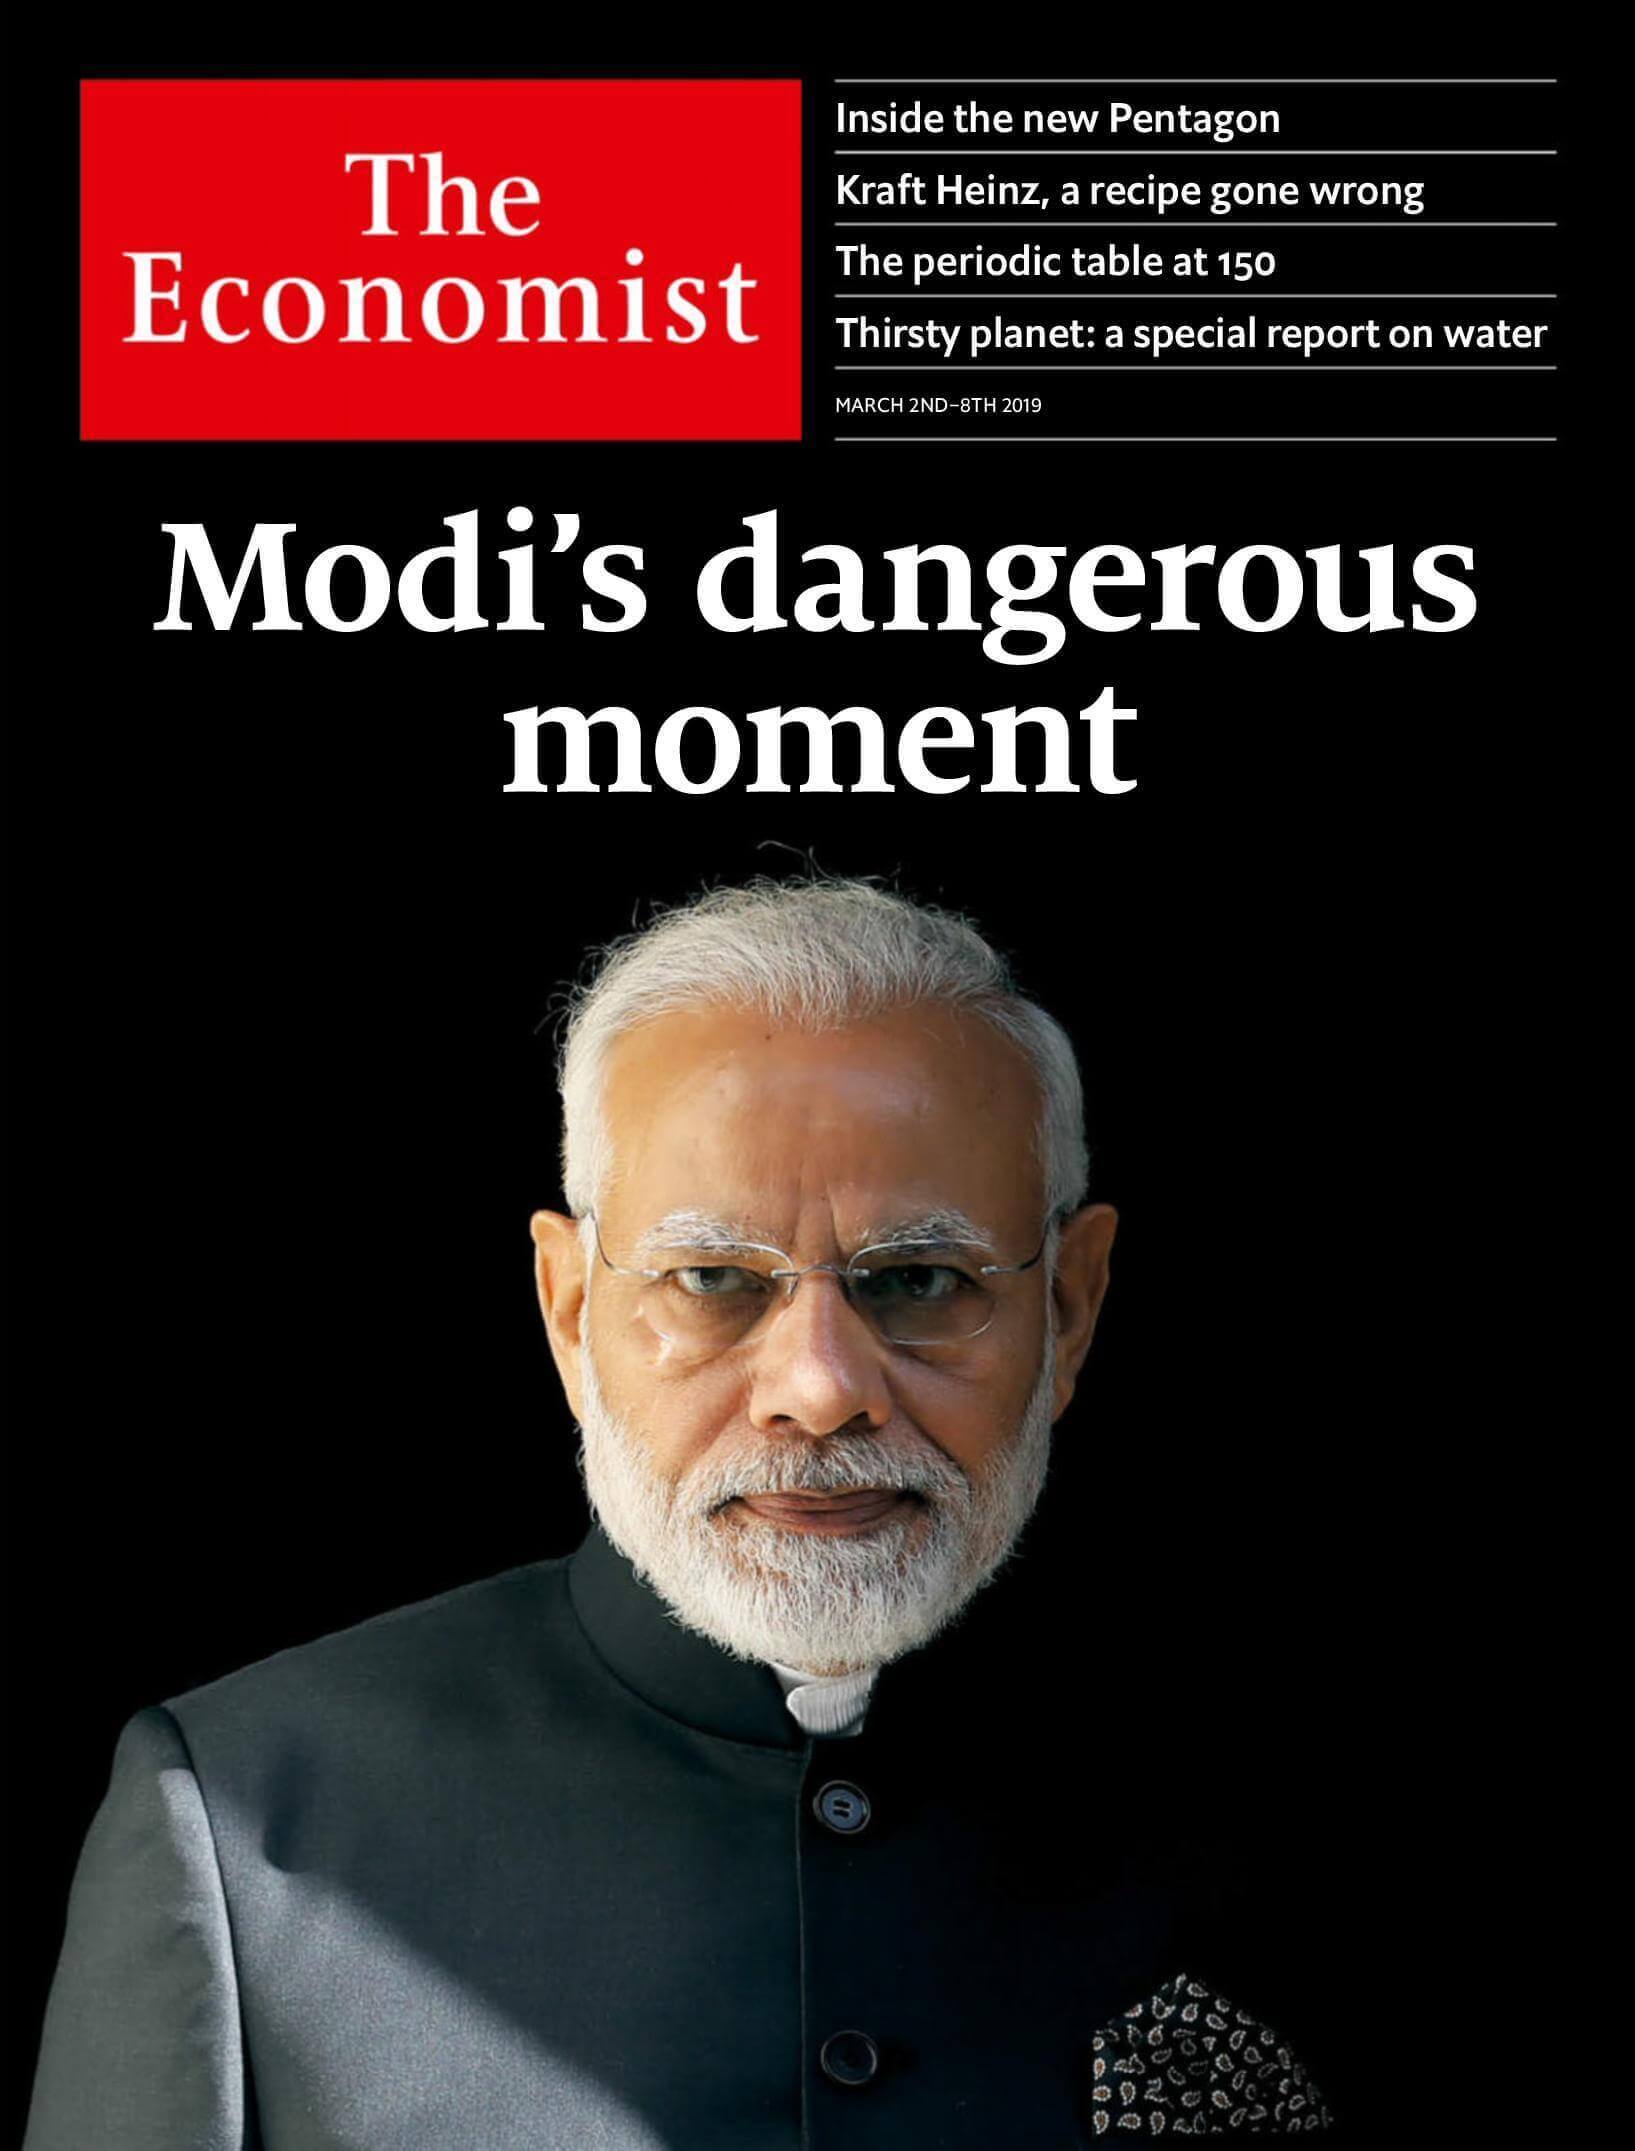 The
Economist
Inside the new Pentagon
Kraft Heinz, a recipe gone wrong
The periodic table at 150
Thirsty planet: a special report on water
MARCH 2ND–8TH 2019
Modi’s dangerous
moment